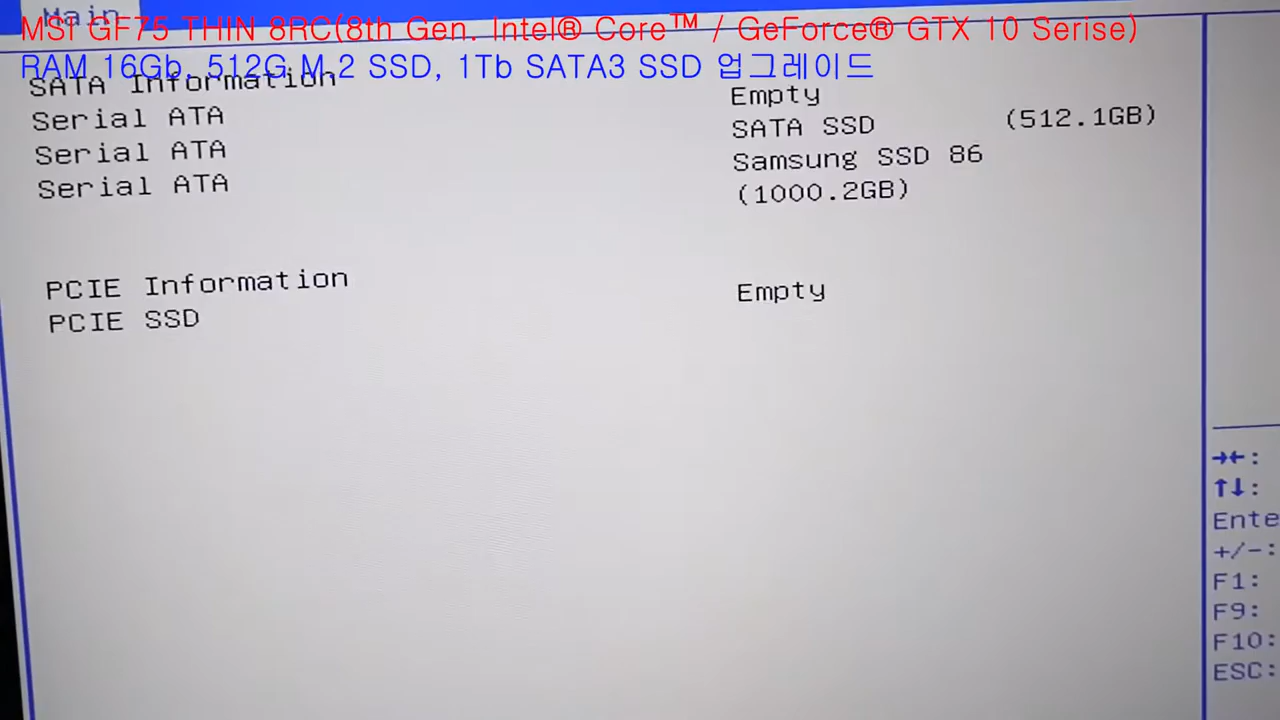 Main
MSI GF75 THIN 8RC(8th Gen. Intel® Core™ / GeForce® GTX 10 Serise)
RAM 16Gb, 512G M.2 SSD, 1Tb SATA3 SSD 업그레이드
SATA Information
Serial ATA Empty
Serial ATA SATA SSD (512.1GB)
Serial ATA Samsung SSD 86
(1000.2GB)
PCIE Information
PCIE SSD Empty
→←:
↑↓:
Ente
+/-:
F1:
F9:
F10:
ESC: